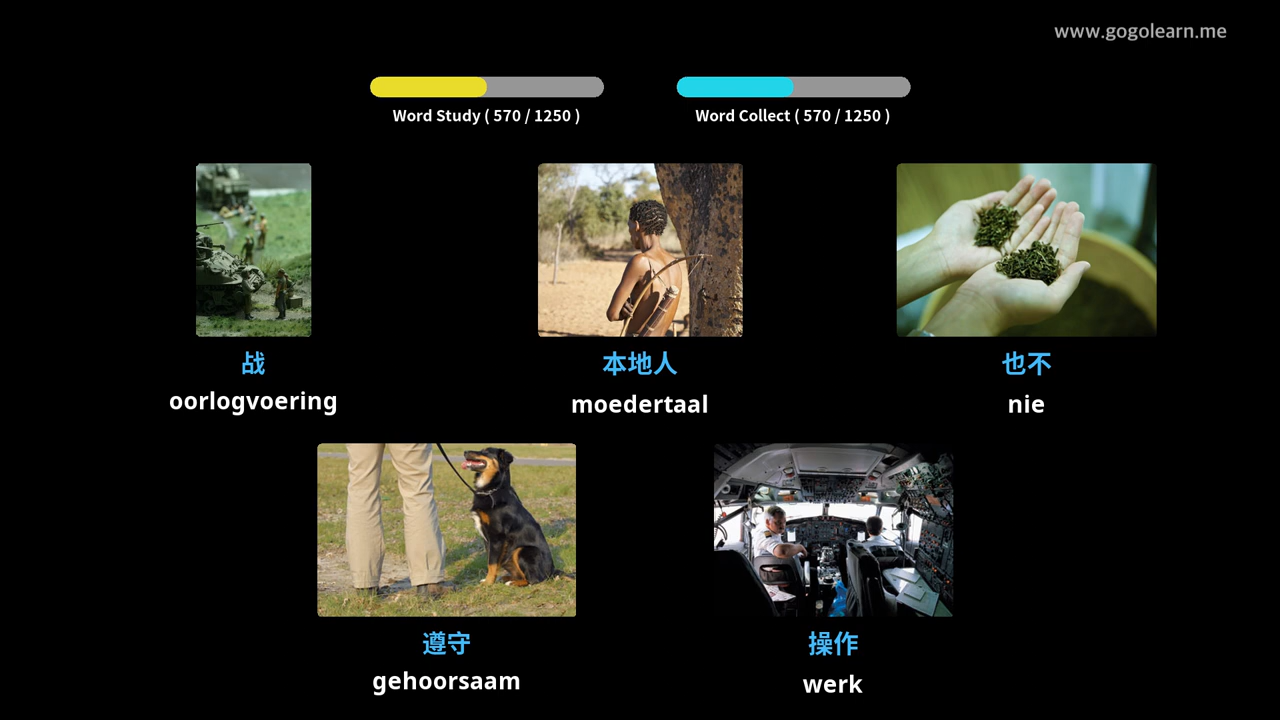 www.gogolearn.me
Word Study ( 570 / 1250 )
Word Collect ( 570 / 1250 )
战
oorlogvoering
本地人
moedertaal
也不
nie
遵守
gehoorsaam
操作
werk